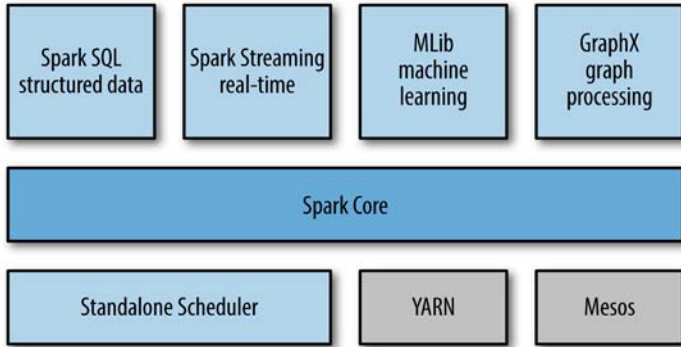 Spark SQL
structured data
Spark Streaming
real-time
MLib
machine
learning
GraphX
graph
processing
Spark Core
Standalone Scheduler
YARN
Mesos